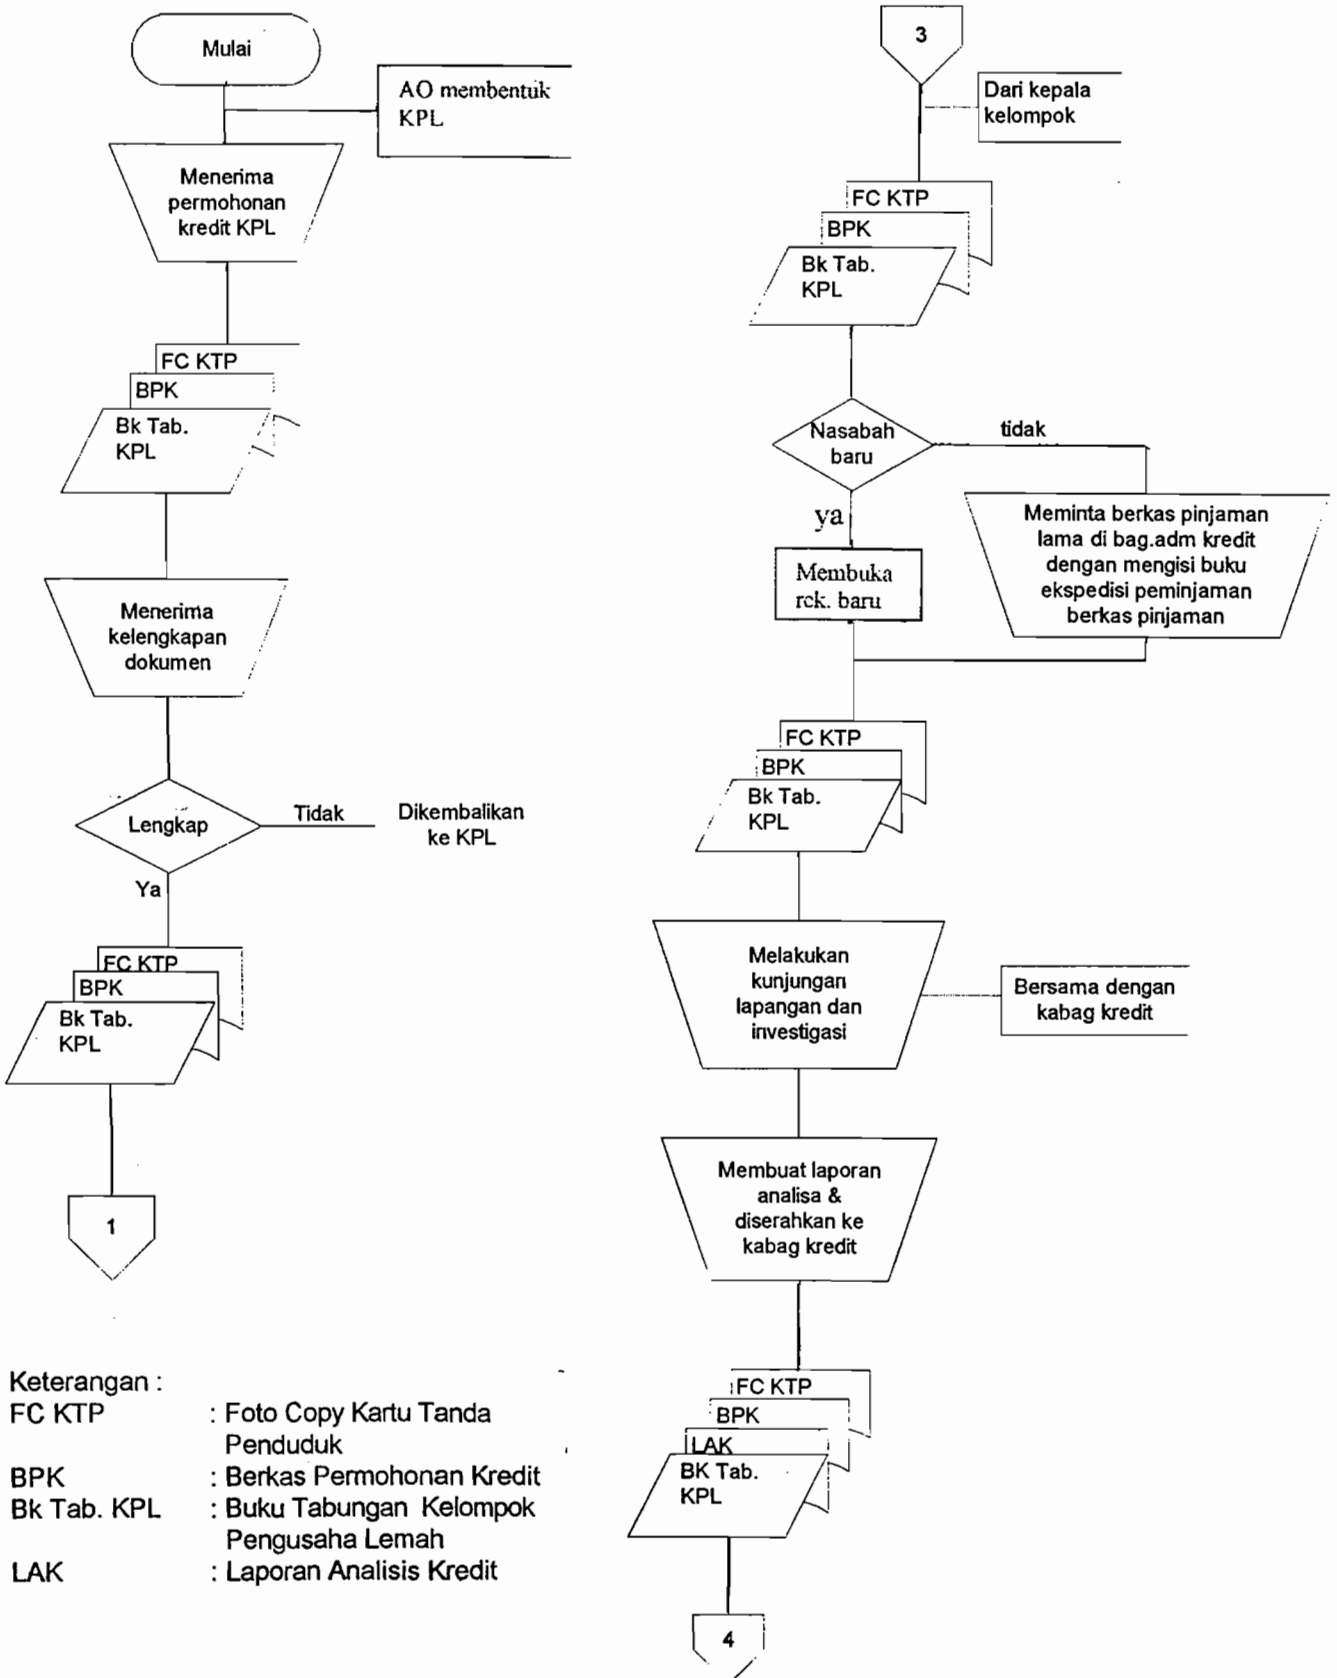 Mulai
AO membentuk
KPL
Menerima
permohonan
kredit KPL
FC KTP
BPK
Bk Tab.
KPL
Menerima
kelengkapan
dokumen
Lengkap
Tidak
Dikembalikan
ke KPL
Ya
FC KTP
BPK
Bk Tab.
KPL
1
Keterangan :
FC KTP : Foto Copy Kartu Tanda
Penduduk
BPK : Berkas Permohonan Kredit
Bk Tab. KPL : Buku Tabungan Kelompok
Pengusaha Lemah
LAK : Laporan Analisis Kredit
3
Dari kepala
kelompok
FC KTP
BPK
Bk Tab.
KPL
Nasabah
baru
tidak
ya
Membuka
rek. baru
Meminta berkas pinjaman
lama di bag.adm kredit
dengan mengisi buku
ekspedisi peminjaman
berkas pinjaman
FC KTP
BPK
Bk Tab.
KPL
Melakukan
kunjungan
lapangan dan
investigasi
Bersama dengan
kabag kredit
Membuat laporan
analisa &
diserahkan ke
kabag kredit
FC KTP
BPK
LAK
BK Tab.
KPL
4